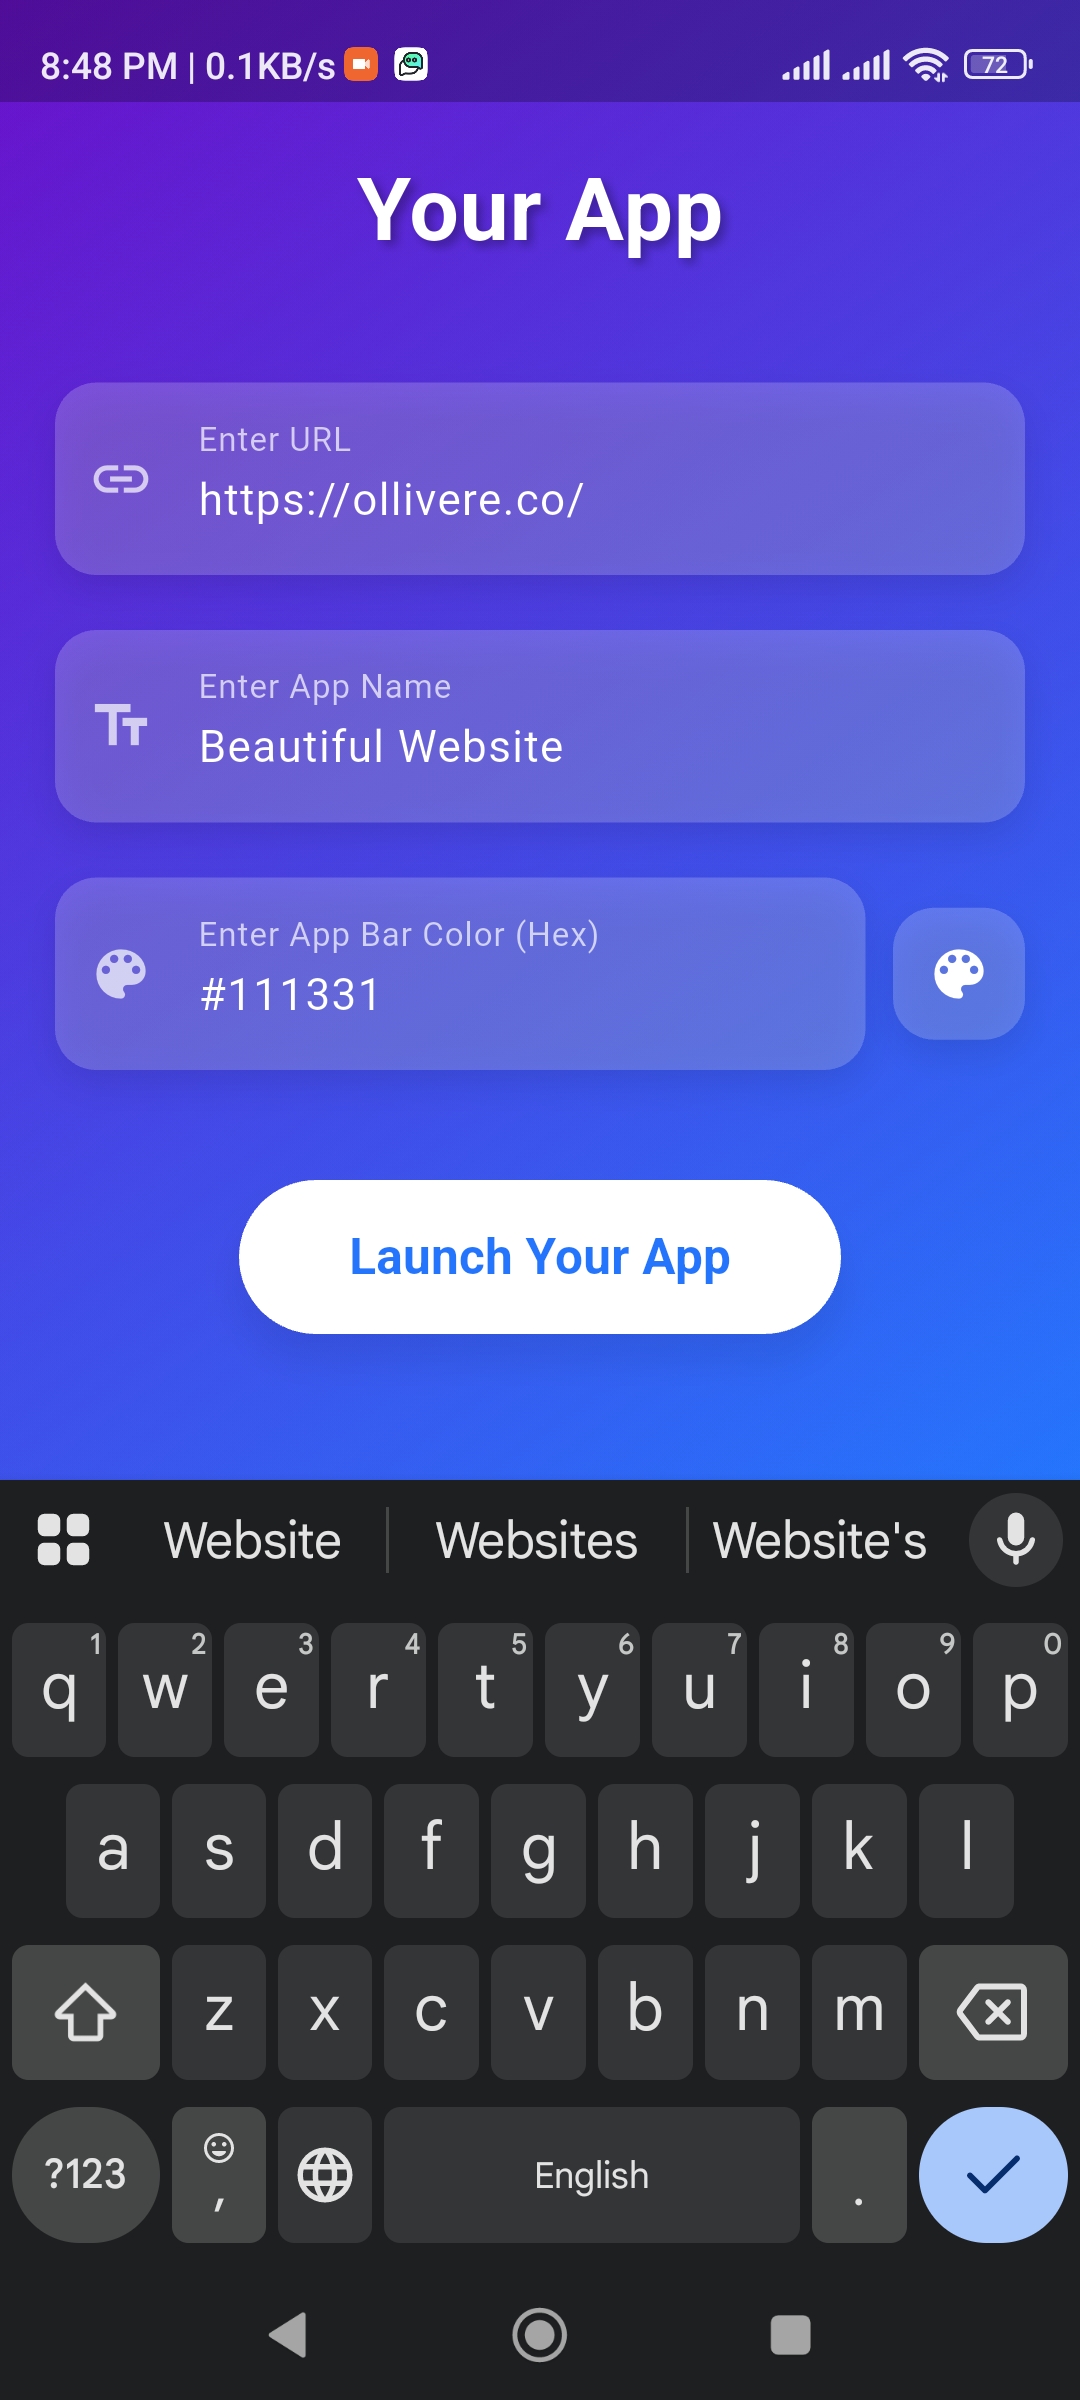 8:48 PM | 0.1KB/s
72
Your App
Enter URL
https://ollivere.co/
Enter App Name
Beautiful Website
Enter App Bar Color (Hex)
#111331
Launch Your App
Website Websites Website's
q 1 w 2 e 3 r 4 t 5 y 6 u 7 i 8 o 9 p 0
a s d f g h j k l
z x c v b n m
?123 , English .